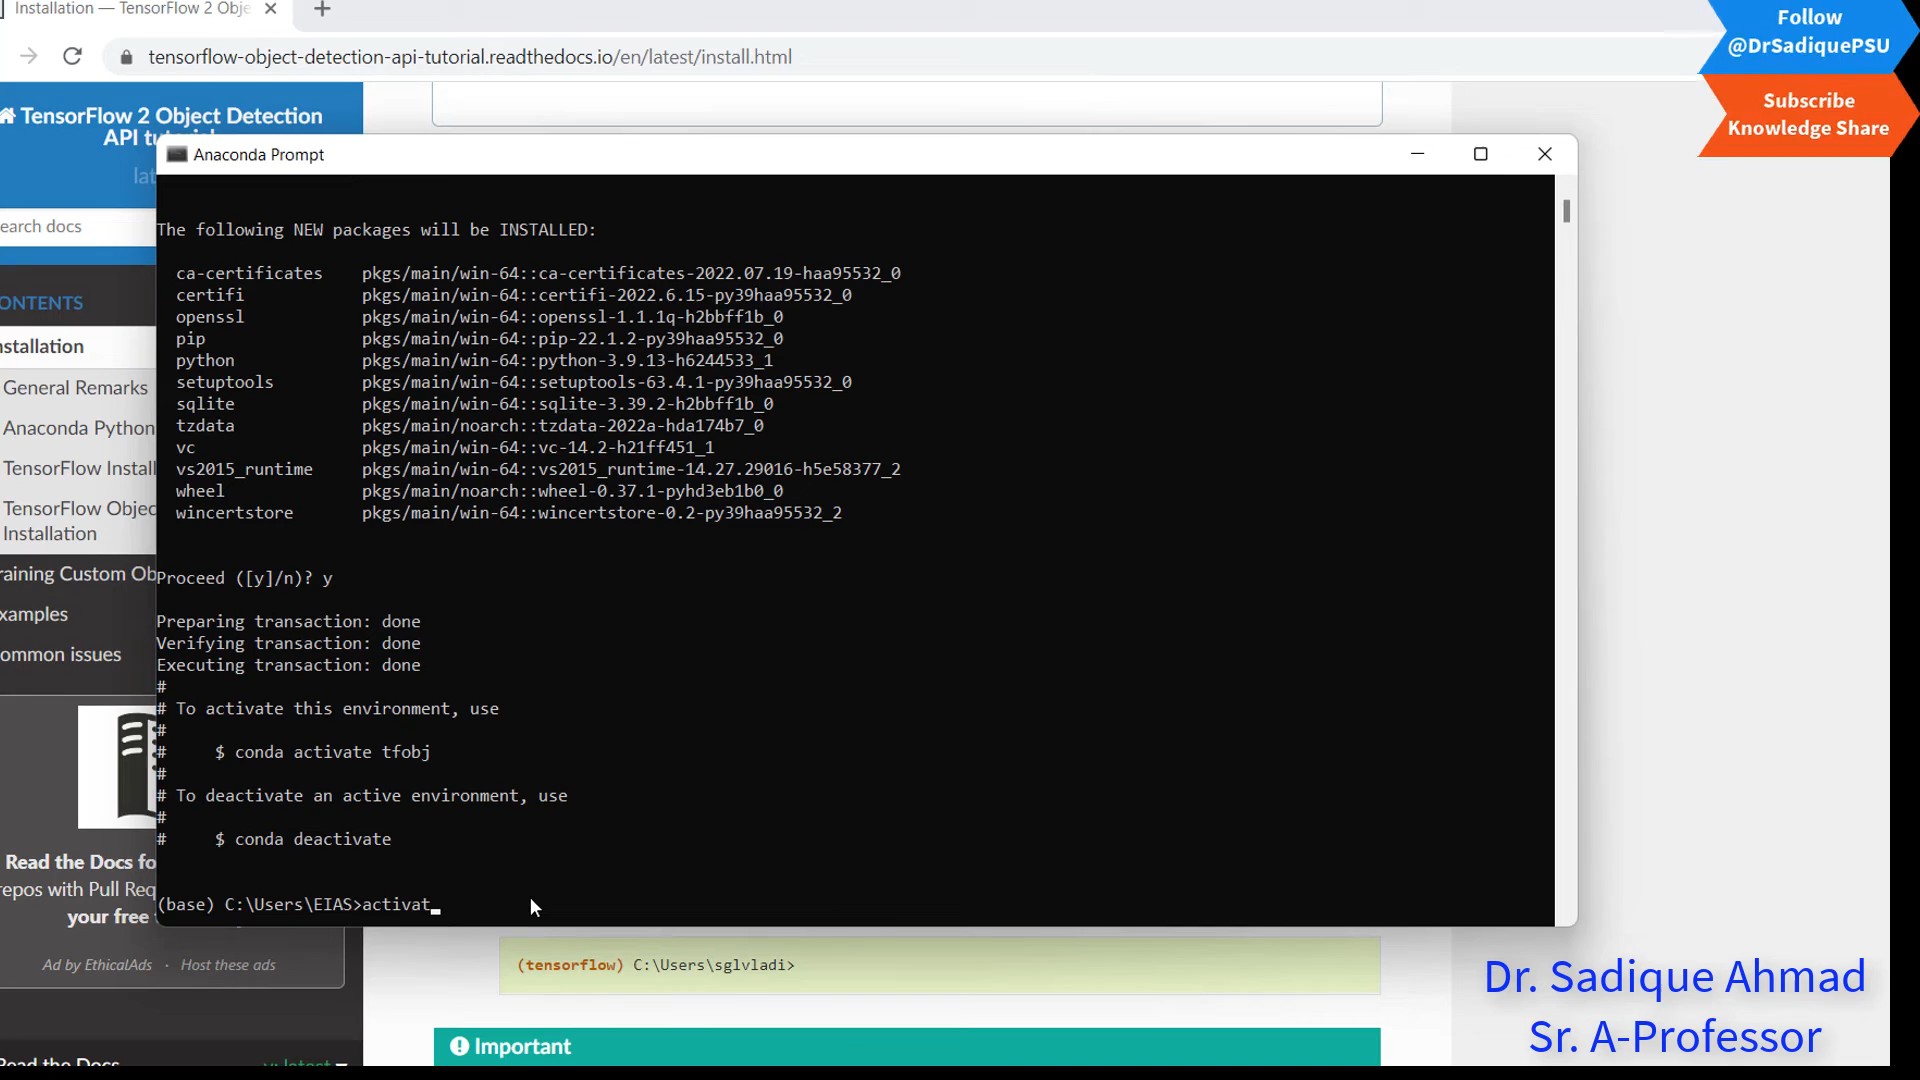 Installation — TensorFlow 2 Obje
tensorflow-object-detection-api-tutorial.readthedocs.io/en/latest/install.html
Follow
@DrSadiquePSU
Subscribe
Knowledge Share
TensorFlow 2 Object Detection
API tutorial
lat
earch docs
ONTENTS
nstallation
General Remarks
Anaconda Python
TensorFlow Install
TensorFlow Objec
Installation
raining Custom Ob
xamples
ommon issues
Read the Docs fo
repos with Pull Req
your free
Ad by EthicalAds · Host these ads
Read the Docs
v: latest
Anaconda Prompt
The following NEW packages will be INSTALLED:
ca-certificates pkgs/main/win-64::ca-certificates-2022.07.19-haa95532_0
certifi pkgs/main/win-64::certifi-2022.6.15-py39haa95532_0
openssl pkgs/main/win-64::openssl-1.1.1q-h2bbff1b_0
pip pkgs/main/win-64::pip-22.1.2-py39haa95532_0
python pkgs/main/win-64::python-3.9.13-h6244533_1
setuptools pkgs/main/win-64::setuptools-63.4.1-py39haa95532_0
sqlite pkgs/main/win-64::sqlite-3.39.2-h2bbff1b_0
tzdata pkgs/main/noarch::tzdata-2022a-hda174b7_0
vc pkgs/main/win-64::vc-14.2-h21ff451_1
vs2015_runtime pkgs/main/win-64::vs2015_runtime-14.27.29016-h5e58377_2
wheel pkgs/main/noarch::wheel-0.37.1-pyhd3eb1b0_0
wincertstore pkgs/main/win-64::wincertstore-0.2-py39haa95532_2
Proceed ([y]/n)? y
Preparing transaction: done
Verifying transaction: done
Executing transaction: done
#
# To activate this environment, use
#
# $ conda activate tfobj
#
# To deactivate an active environment, use
#
# $ conda deactivate
(base) C:\Users\EIAS>activat
(tensorflow) C:\Users\sglvladi>
Important
Dr. Sadique Ahmad
Sr. A-Professor